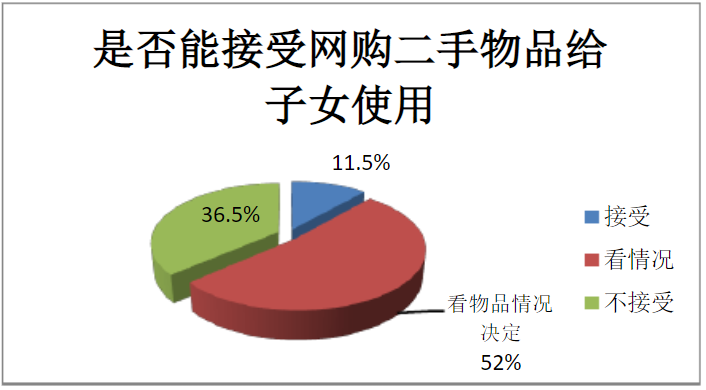 是否能接受网购二手物品给
子女使用
11.5%
36.5%
接受
看情况
不接受
看物品情况
决定
52%